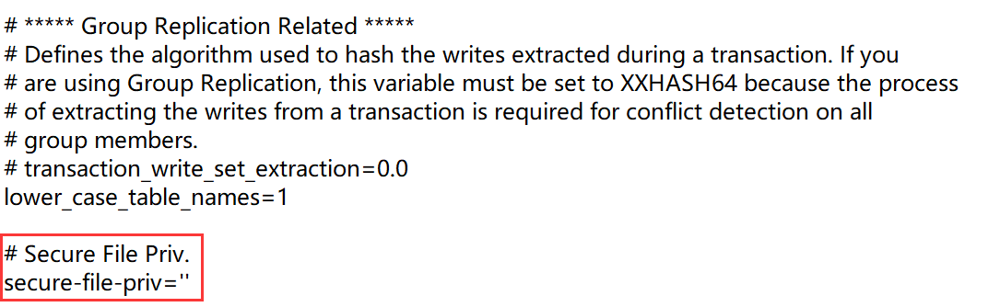 # ***** Group Replication Related *****
# Defines the algorithm used to hash the writes extracted during a transaction. If you
# are using Group Replication, this variable must be set to XXHASH64 because the process
# of extracting the writes from a transaction is required for conflict detection on all
# group members.
# transaction_write_set_extraction=0.0
lower_case_table_names=1
# Secure File Priv.
secure-file-priv=''